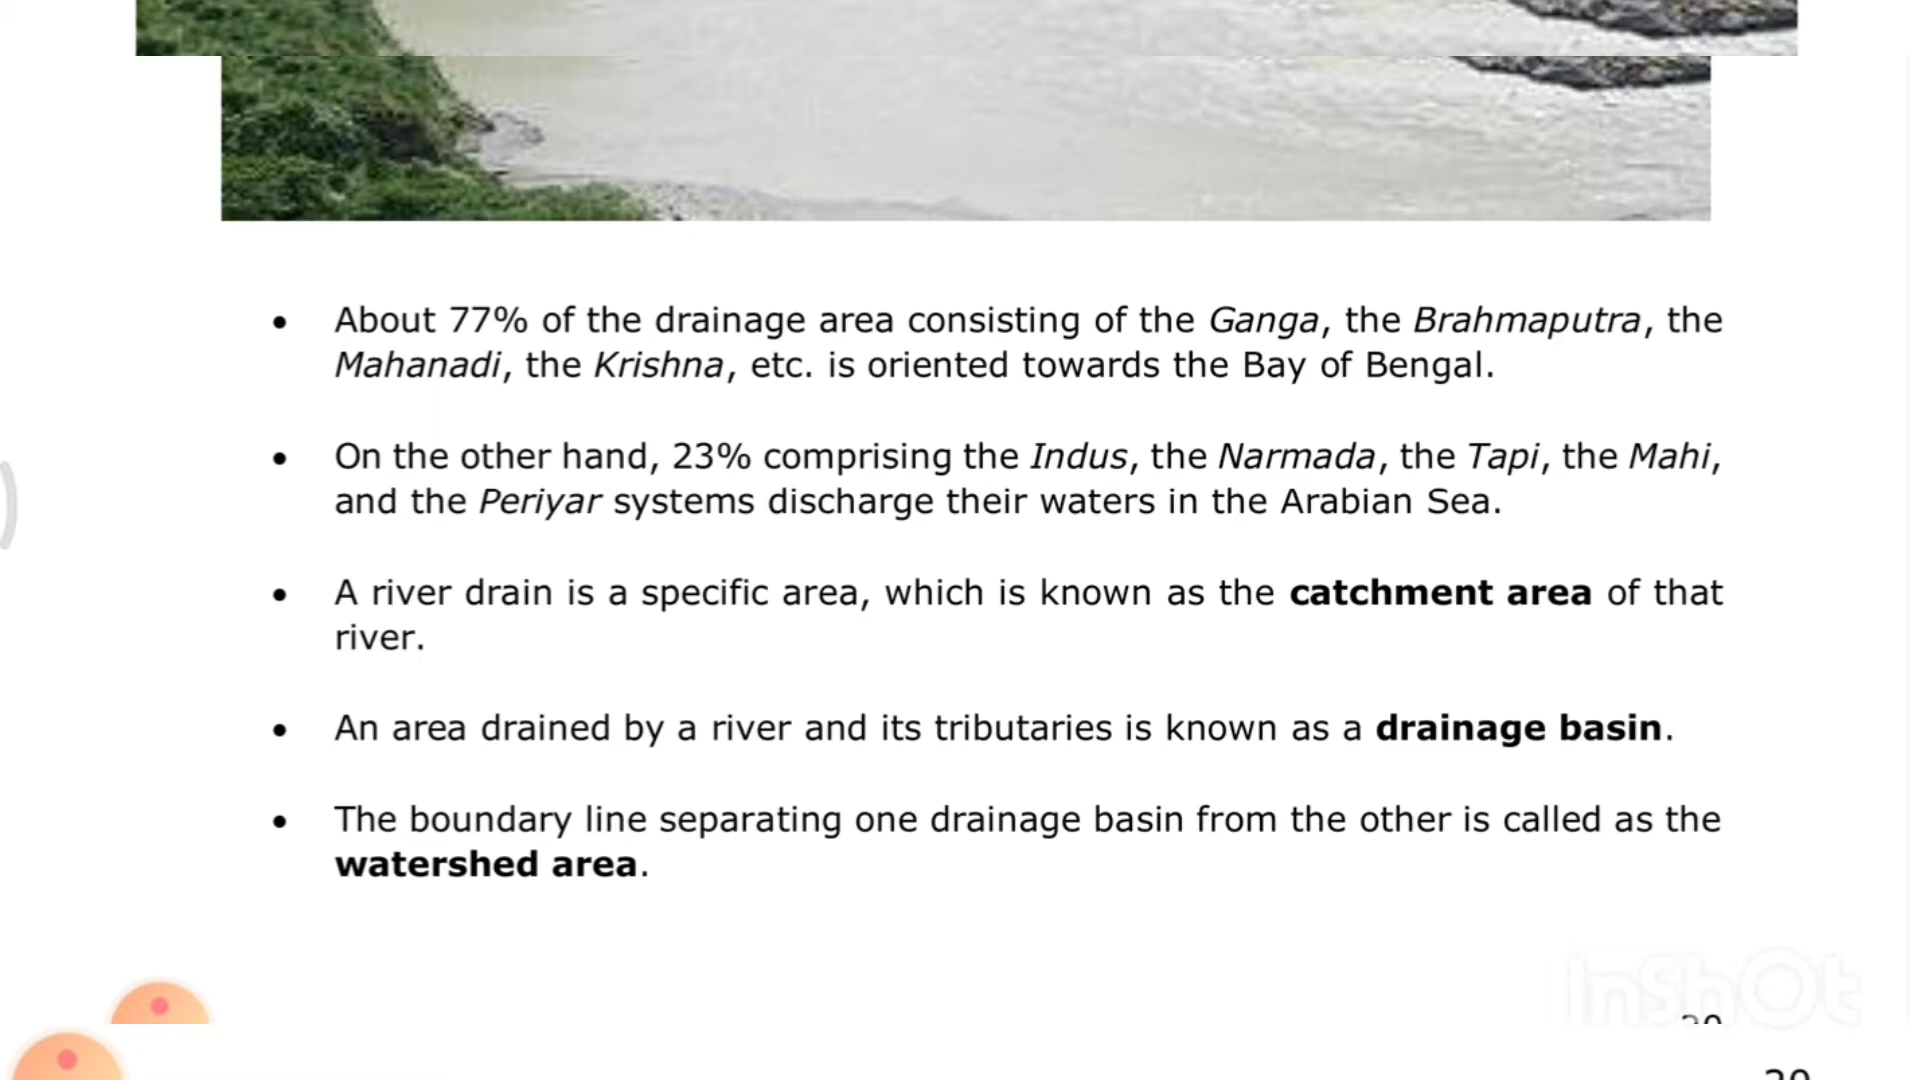 • About 77% of the drainage area consisting of the Ganga, the Brahmaputra, the
Mahanadi, the Krishna, etc. is oriented towards the Bay of Bengal.
• On the other hand, 23% comprising the Indus, the Narmada, the Tapi, the Mahi,
and the Periyar systems discharge their waters in the Arabian Sea.
• A river drain is a specific area, which is known as the catchment area of that
river.
• An area drained by a river and its tributaries is known as a drainage basin.
• The boundary line separating one drainage basin from the other is called as the
watershed area.
InShOt